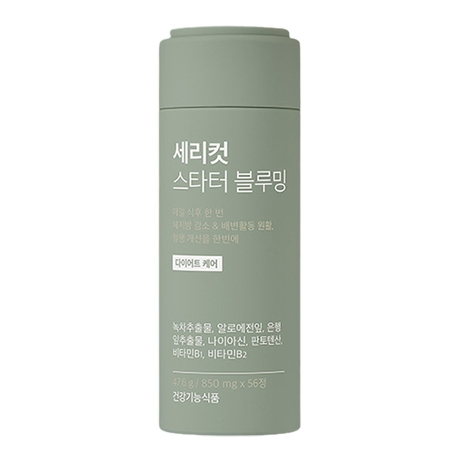 세리컷
스타터 블루밍
매일 식후 한 번
체지방 감소 & 배변활동 원활,
혈행 개선을 한번에
다이어트 케어
녹차추출물, 알로에전잎, 은행
잎추출물, 나이아신, 판토텐산,
비타민B1, 비타민B2
47.6 g / 850 mg x 56정
건강기능식품